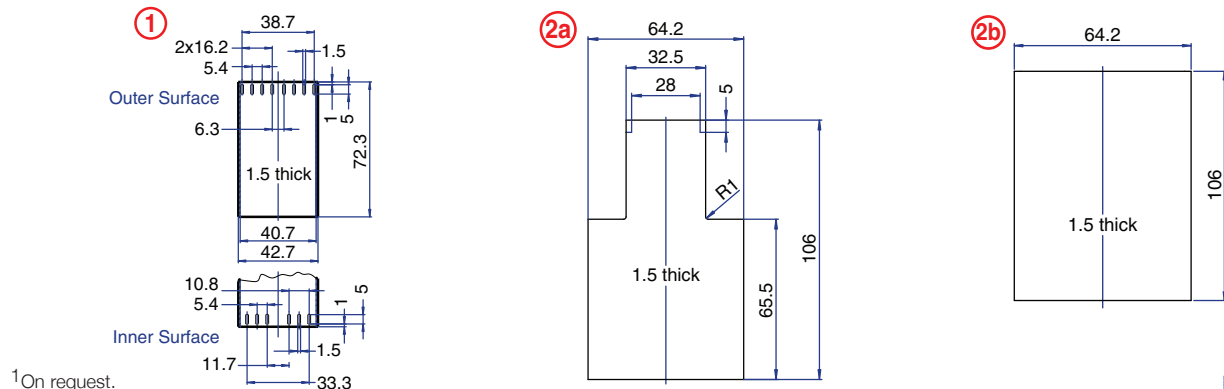 1
38.7
2x16.2
1.5
5.4
Outer Surface
1
5
6.3
72.3
1.5 thick
40.7
42.7
10.8
5.4
1
5
Inner Surface
1.5
11.7
33.3
1On request.
2a
64.2
32.5
28
5
R1
1.5 thick
65.5
106
2b
64.2
1.5 thick
106